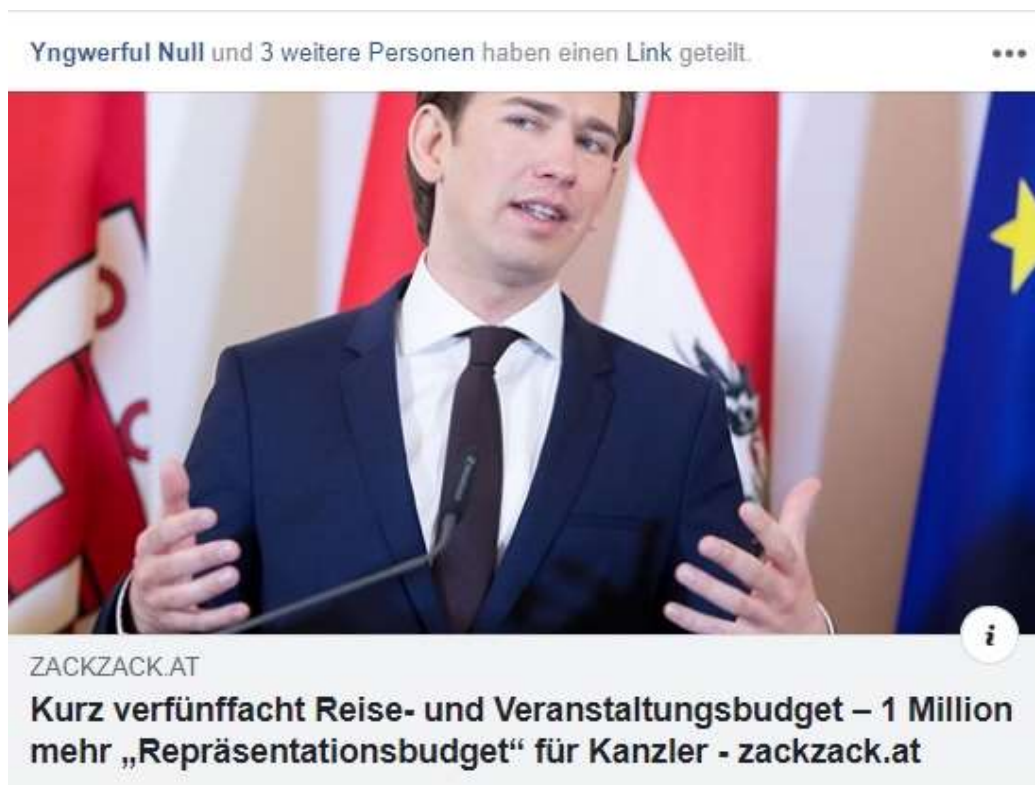 Yngwerful Null und 3 weitere Personen haben einen Link geteilt.
ZACKZACK.AT
Kurz verfünffacht Reise- und Veranstaltungsbudget – 1 Million
mehr „Repräsentationsbudget“ für Kanzler - zackzack.at